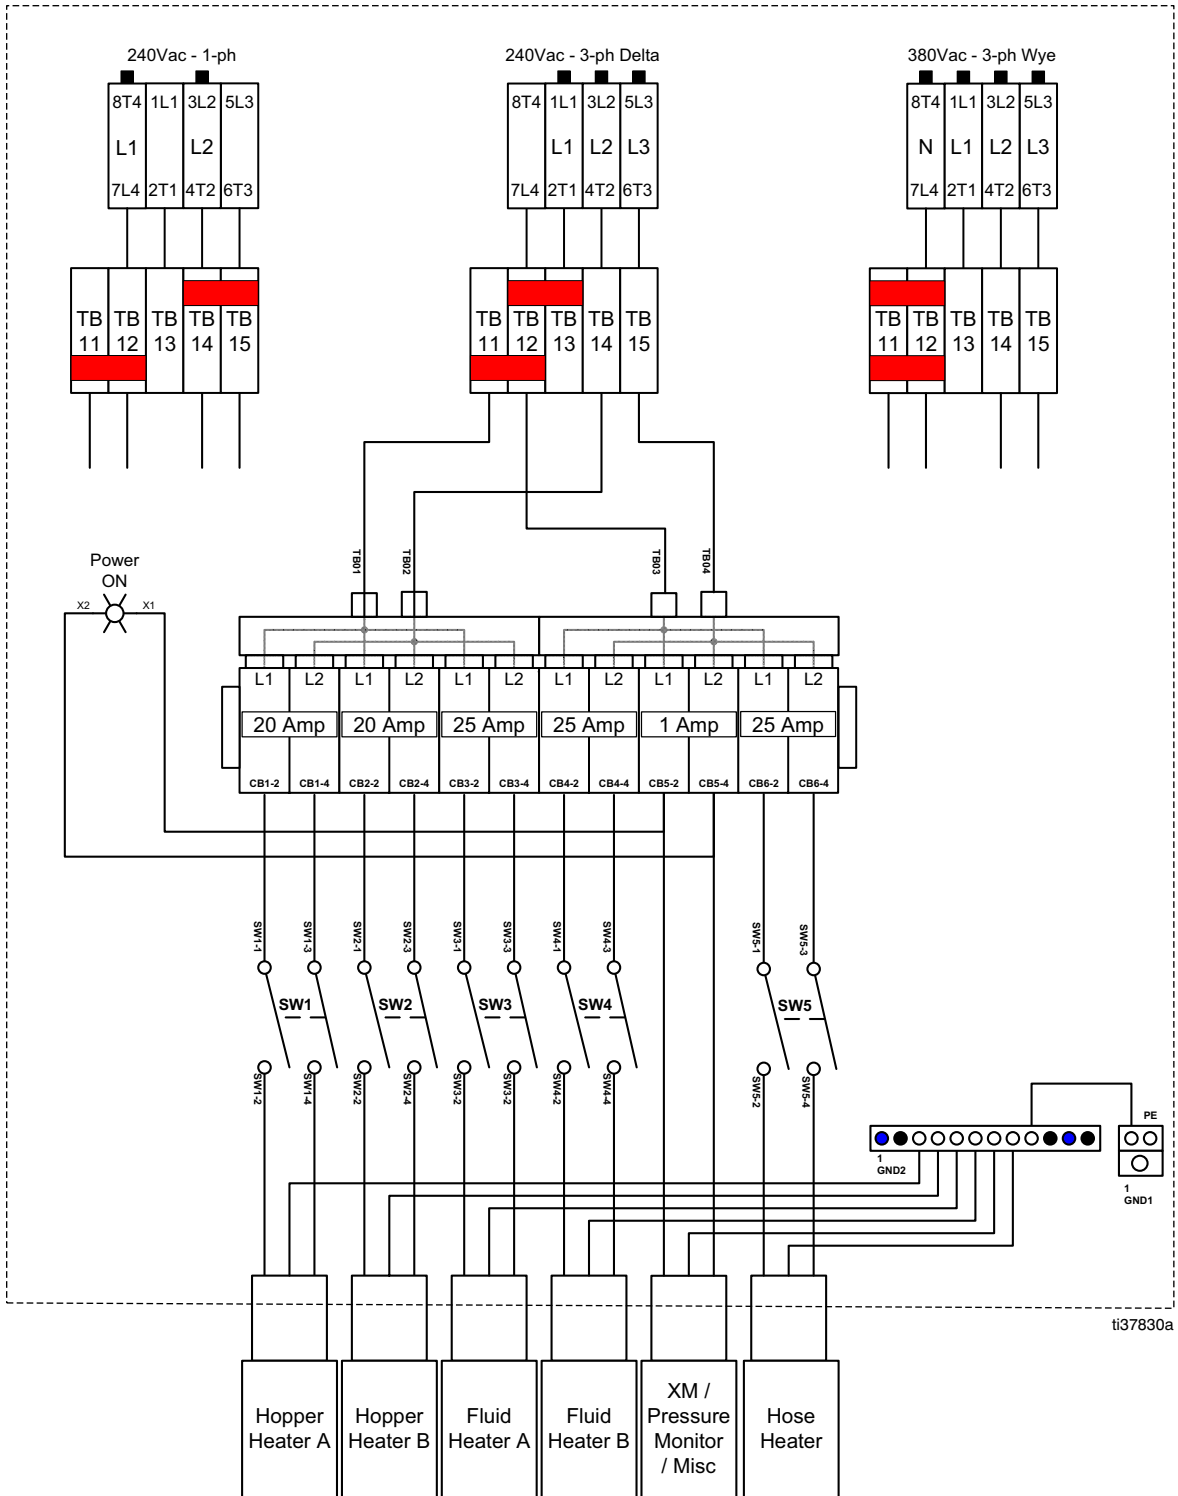 240Vac - 1-ph
240Vac - 3-ph Delta
380Vac - 3-ph Wye
8T4 1L1 3L2 5L3
L1 L2
7L4 2T1 4T2 6T3
8T4 1L1 3L2 5L3
L1 L2 L3
7L4 2T1 4T2 6T3
8T4 1L1 3L2 5L3
N L1 L2 L3
7L4 2T1 4T2 6T3
TB TB TB TB TB
11 12 13 14 15
TB TB TB TB TB
11 12 13 14 15
TB TB TB TB TB
11 12 13 14 15
TB01 TB02 TB03 TB04
Power
ON
X2 X1
L1 L2 L1 L2 L1 L2 L1 L2 L1 L2 L1 L2
20 Amp 20 Amp 25 Amp 25 Amp 1 Amp 25 Amp
CB1-2 CB1-4 CB2-2 CB2-4 CB3-2 CB3-4 CB4-2 CB4-4 CB5-2 CB5-4 CB6-2 CB6-4
SW1-1 SW1-3 SW2-1 SW2-3 SW3-1 SW3-3 SW4-1 SW4-3 SW5-1 SW5-3
SW1 SW2 SW3 SW4 SW5
SW1-2 SW1-4 SW2-2 SW2-4 SW3-2 SW3-2 SW4-2 SW4-4 SW5-2 SW5-4
PE
1
GND2
1
GND1
ti37830a
Hopper
Heater A
Hopper
Heater B
Fluid
Heater A
Fluid
Heater B
XM /
Pressure
Monitor
/ Misc
Hose
Heater